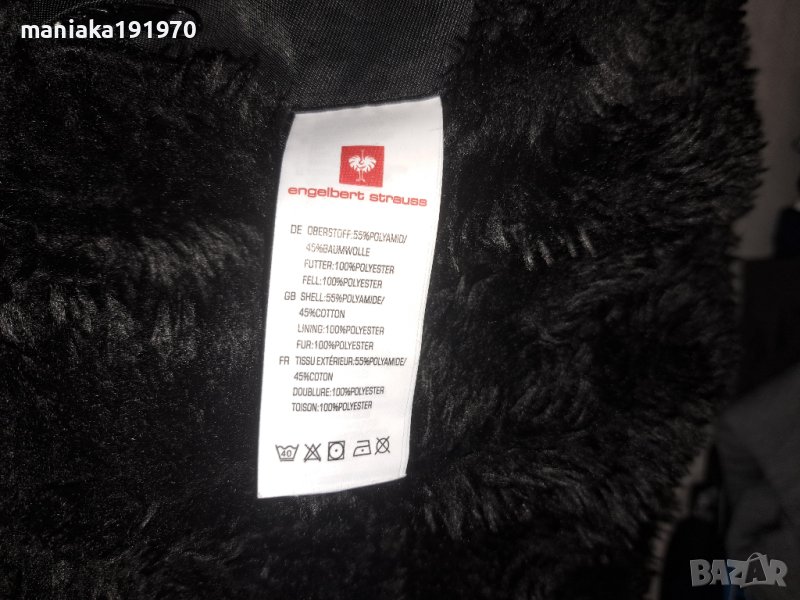 maniaka191970
engelbert strauss
DE OBERSTOFF:55%POLYAMID/
45%BAUMWOLLE
FUTTER:100%POLYESTER
FELL:100%POLYESTER
GB SHELL:55%POLYAMIDE/
45%COTTON
LINING:100%POLYESTER
FUR:100%POLYESTER
FR TISSU EXTÉRIEUR:55%POLYAMIDE/
45%COTON
DOUBLURE:100%POLYESTER
TOISON:100%POLYESTER
40
BAZAR